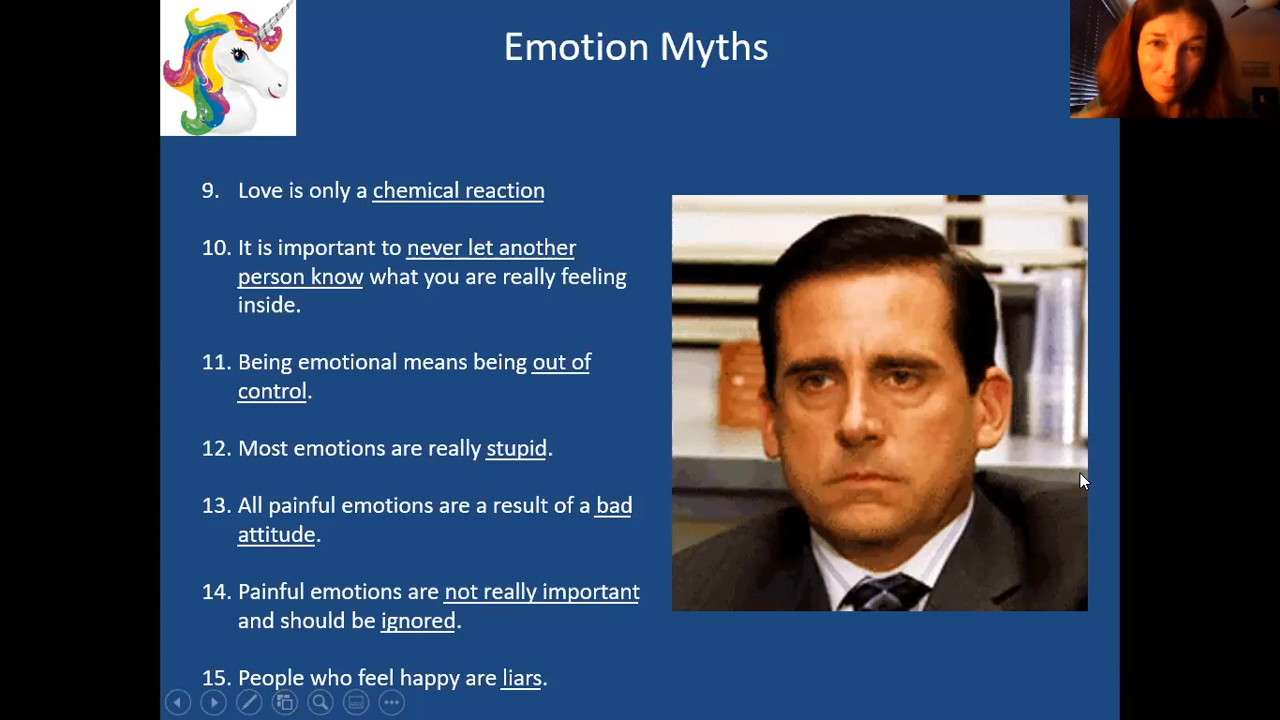 Emotion Myths
9. Love is only a chemical reaction
10. It is important to never let another
person know what you are really feeling
inside.
11. Being emotional means being out of
control.
12. Most emotions are really stupid.
13. All painful emotions are a result of a bad
attitude.
14. Painful emotions are not really important
and should be ignored.
15. People who feel happy are liars.